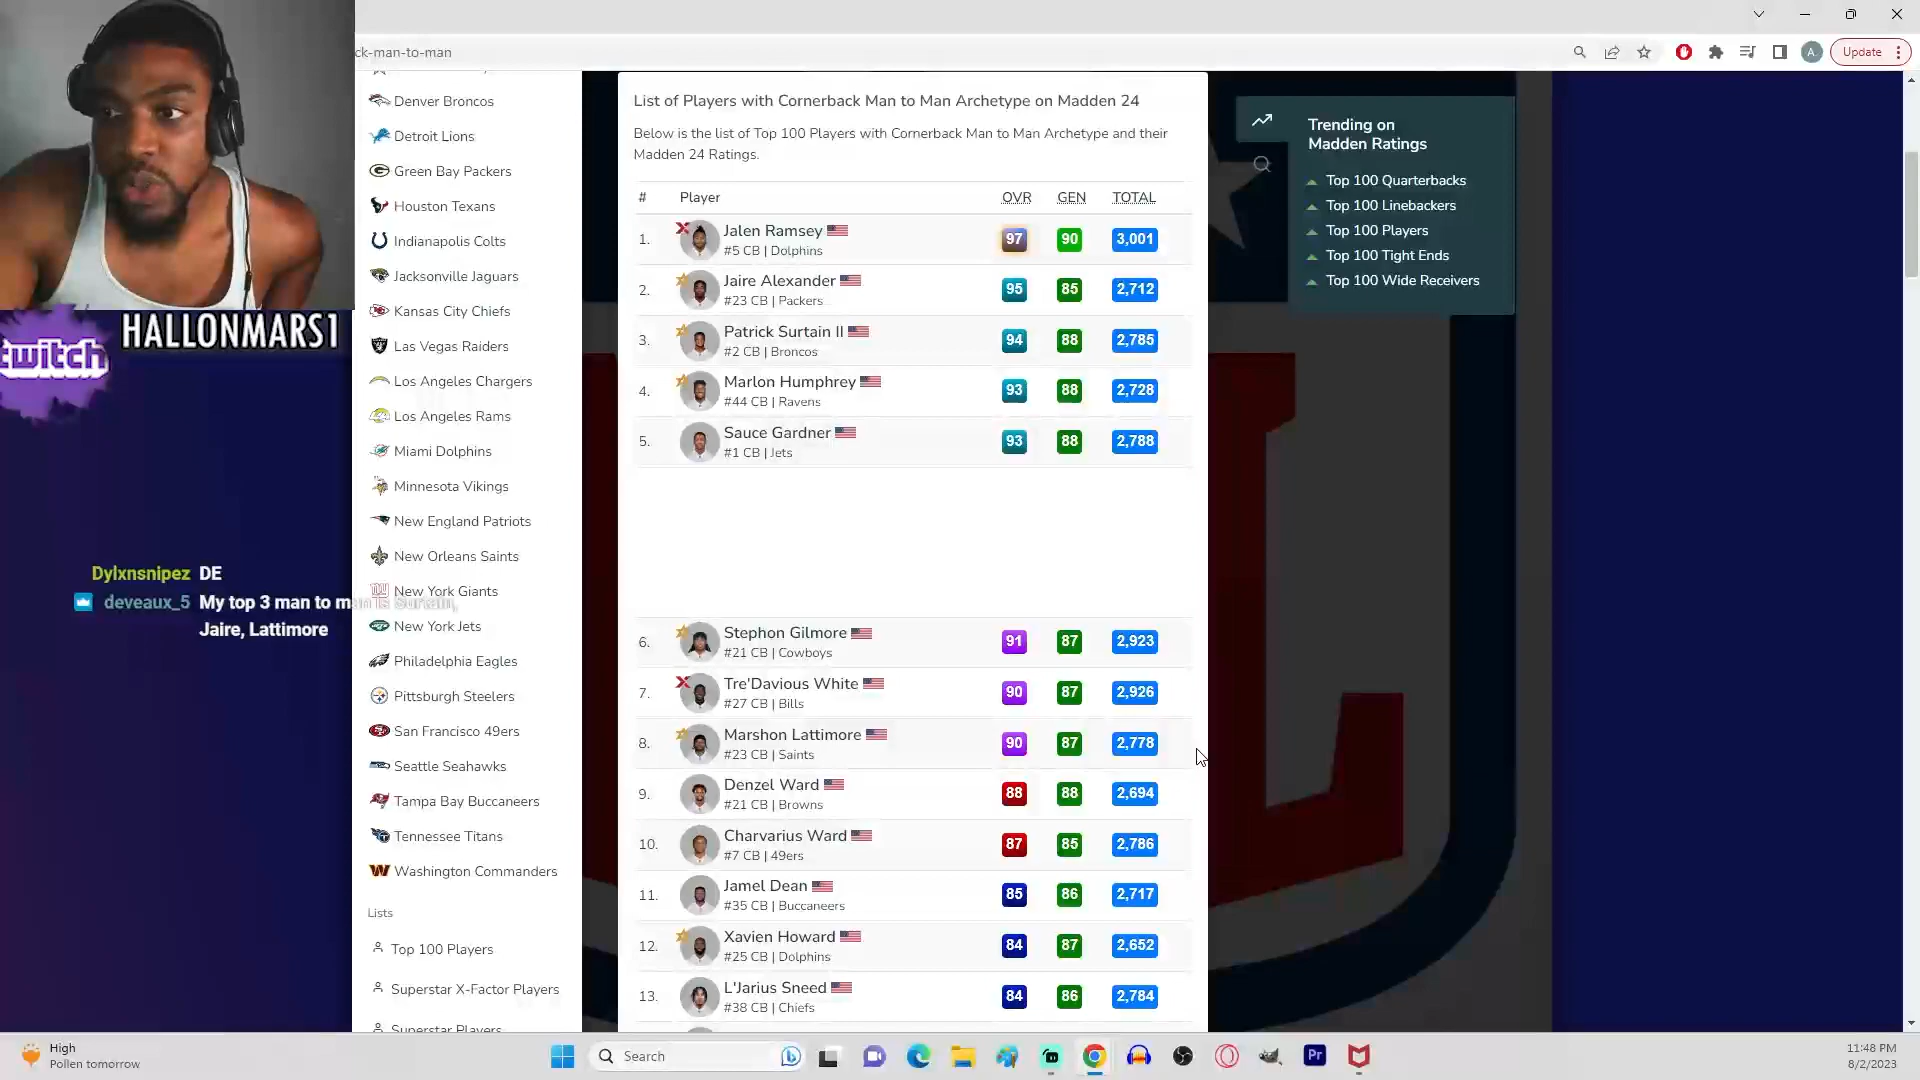 ck-man-to-man
Update
A
Denver Broncos
Detroit Lions
Green Bay Packers
Houston Texans
Indianapolis Colts
Jacksonville Jaguars
Kansas City Chiefs
Las Vegas Raiders
Los Angeles Chargers
Los Angeles Rams
Miami Dolphins
Minnesota Vikings
New England Patriots
New Orleans Saints
New York Giants
New York Jets
Philadelphia Eagles
Pittsburgh Steelers
San Francisco 49ers
Seattle Seahawks
Tampa Bay Buccaneers
Tennessee Titans
Washington Commanders
Lists
Top 100 Players
Superstar X-Factor Players
Superstar Players
List of Players with Cornerback Man to Man Archetype on Madden 24
Below is the list of Top 100 Players with Cornerback Man to Man Archetype and their
Madden 24 Ratings.
# Player OVR GEN TOTAL
1. Jalen Ramsey 97 90 3,001
#5 CB | Dolphins
2. Jaire Alexander 95 85 2,712
#23 CB | Packers
3. Patrick Surtain II 94 88 2,785
#2 CB | Broncos
4. Marlon Humphrey 93 88 2,728
#44 CB | Ravens
5. Sauce Gardner 93 88 2,788
#1 CB | Jets
6. Stephon Gilmore 91 87 2,923
#21 CB | Cowboys
7. Tre'Davious White 90 87 2,926
#27 CB | Bills
8. Marshon Lattimore 90 87 2,778
#23 CB | Saints
9. Denzel Ward 88 88 2,694
#21 CB | Browns
10. Charvarius Ward 87 85 2,786
#7 CB | 49ers
11. Jamel Dean 85 86 2,717
#35 CB | Buccaneers
12. Xavien Howard 84 87 2,652
#25 CB | Dolphins
13. L'Jarius Sneed 84 86 2,784
#38 CB | Chiefs
Trending on
Madden Ratings
Top 100 Quarterbacks
Top 100 Linebackers
Top 100 Players
Top 100 Tight Ends
Top 100 Wide Receivers
twitch
HALLONMARS1
Dylxnsnipez DE
deveaux_5 My top 3 man to man is Surtain,
Jaire, Lattimore
High
Pollen tomorrow
Search
Pr
11:48 PM
8/2/2023